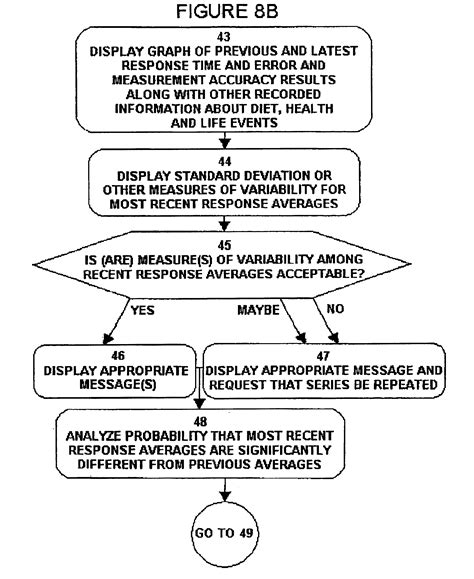 FIGURE 8B
43
DISPLAY GRAPH OF PREVIOUS AND LATEST
RESPONSE TIME AND ERROR AND
MEASUREMENT ACCURACY RESULTS
ALONG WITH OTHER RECORDED
INFORMATION ABOUT DIET, HEALTH
AND LIFE EVENTS
44
DISPLAY STANDARD DEVIATION OR
OTHER MEASURES OF VARIABILITY FOR
MOST RECENT RESPONSE AVERAGES
45
IS (ARE) MEASURE(S) OF VARIABILITY AMONG
RECENT RESPONSE AVERAGES ACCEPTABLE?
YES
MAYBE
NO
46
DISPLAY APPROPRIATE
MESSAGE(S)
47
DISPLAY APPROPRIATE MESSAGE AND
REQUEST THAT SERIES BE REPEATED
48
ANALYZE PROBABILITY THAT MOST RECENT
RESPONSE AVERAGES ARE SIGNIFICANTLY
DIFFERENT FROM PREVIOUS AVERAGES
GO TO 49